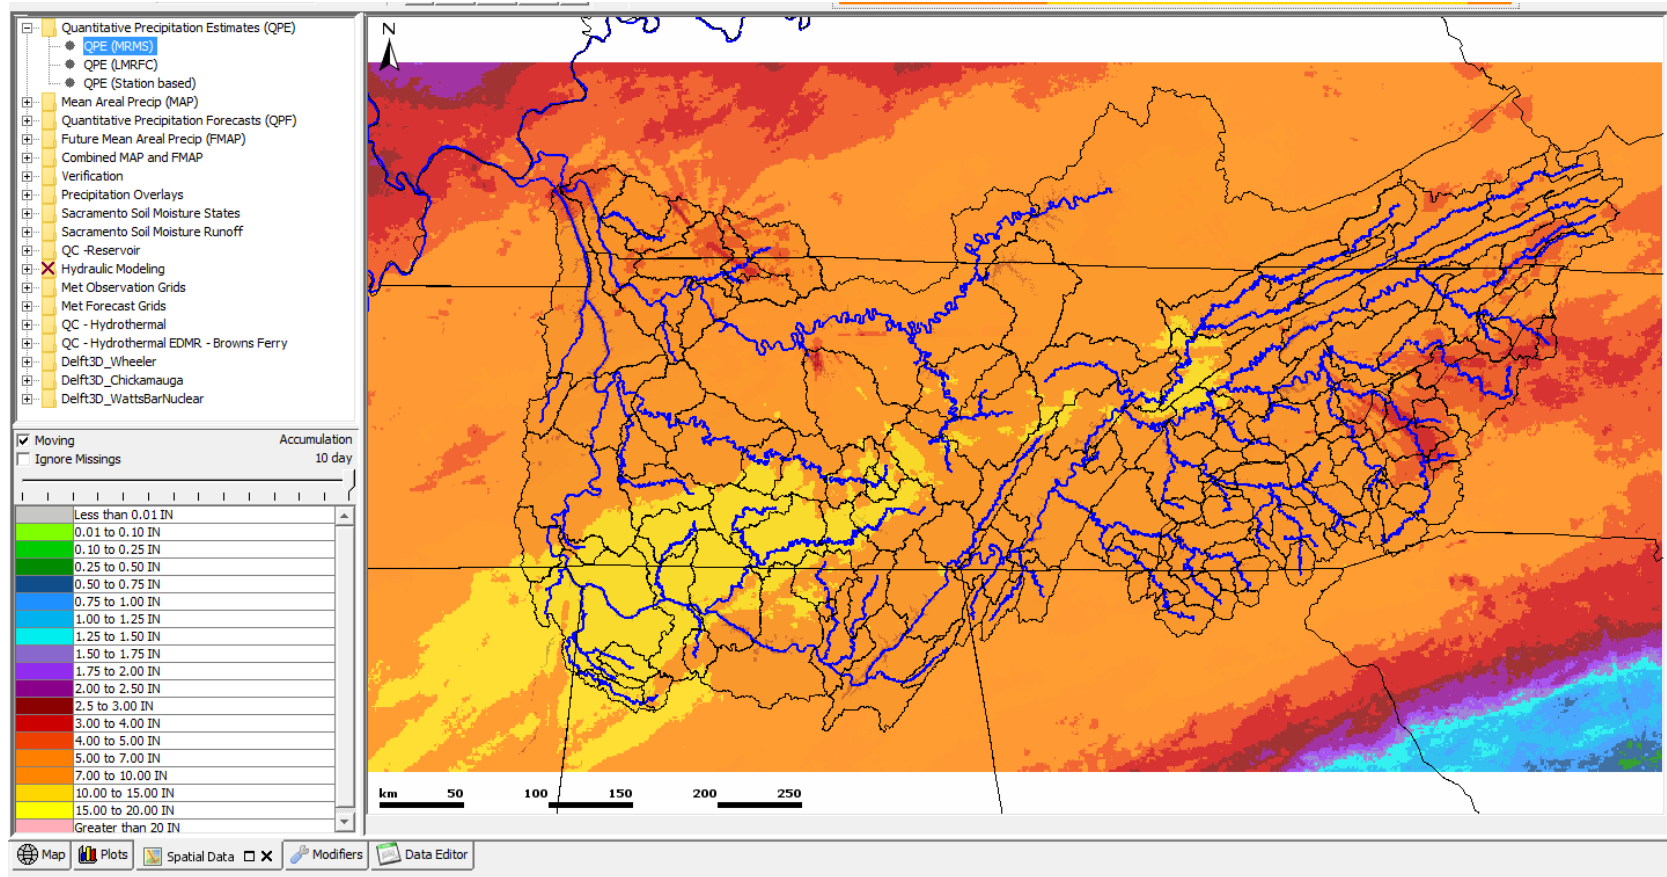 Quantitative Precipitation Estimates (QPE)
QPE (MRMS)
QPE (LMRFC)
QPE (Station based)
Mean Areal Precip (MAP)
Quantitative Precipitation Forecasts (QPF)
Future Mean Areal Precip (FMAP)
Combined MAP and FMAP
Verification
Precipitation Overlays
Sacramento Soil Moisture States
Sacramento Soil Moisture Runoff
QC -Reservoir
Hydraulic Modeling
Met Observation Grids
Met Forecast Grids
QC - Hydrothermal
QC - Hydrothermal EDMR - Browns Ferry
Delft3D_Wheeler
Delft3D_Chickamauga
Delft3D_WattsBarNuclear
Moving Accumulation
Ignore Missings 10 day
Less than 0.01 IN
0.01 to 0.10 IN
0.10 to 0.25 IN
0.25 to 0.50 IN
0.50 to 0.75 IN
0.75 to 1.00 IN
1.00 to 1.25 IN
1.25 to 1.50 IN
1.50 to 1.75 IN
1.75 to 2.00 IN
2.00 to 2.50 IN
2.5 to 3.00 IN
3.00 to 4.00 IN
4.00 to 5.00 IN
5.00 to 7.00 IN
7.00 to 10.00 IN
10.00 to 15.00 IN
15.00 to 20.00 IN
Greater than 20 IN
N
km 50 100 150 200 250
Map Plots Spatial Data Modifiers Data Editor